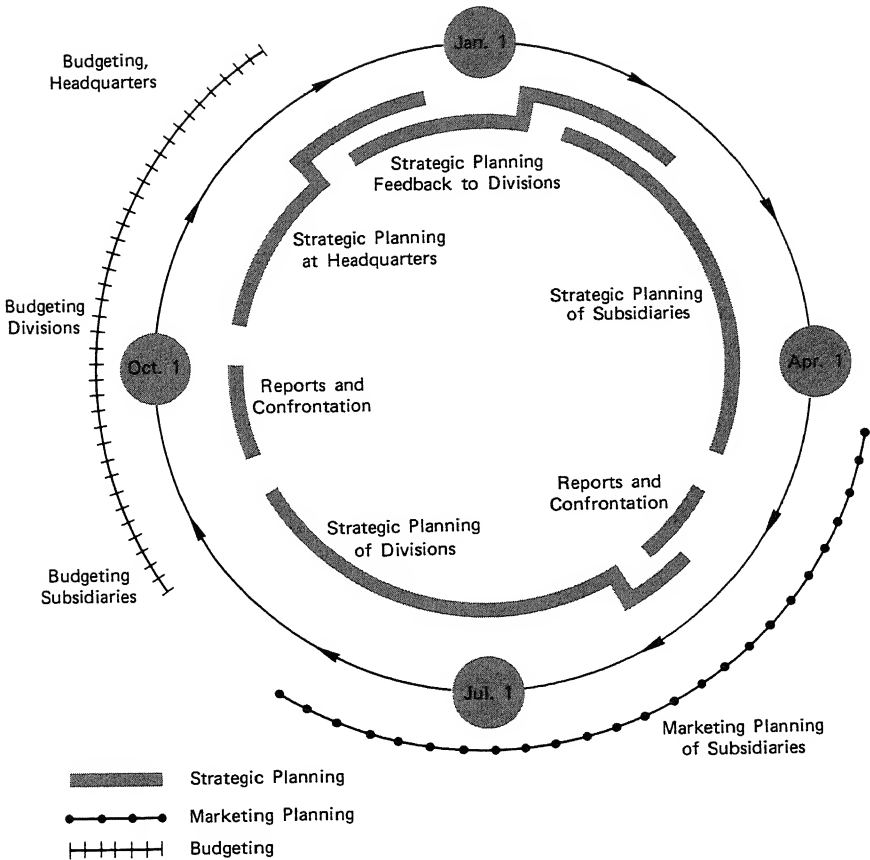 Budgeting,
Headquarters
Jan. 1
Strategic Planning
Feedback to Divisions
Strategic Planning
at Headquarters
Strategic Planning
of Subsidiaries
Budgeting
Divisions
Oct. 1
Apr. 1
Reports and
Confrontation
Reports and
Confrontation
Strategic Planning
of Divisions
Budgeting
Subsidiaries
Jul. 1
Marketing Planning
of Subsidiaries
Strategic Planning
Marketing Planning
Budgeting